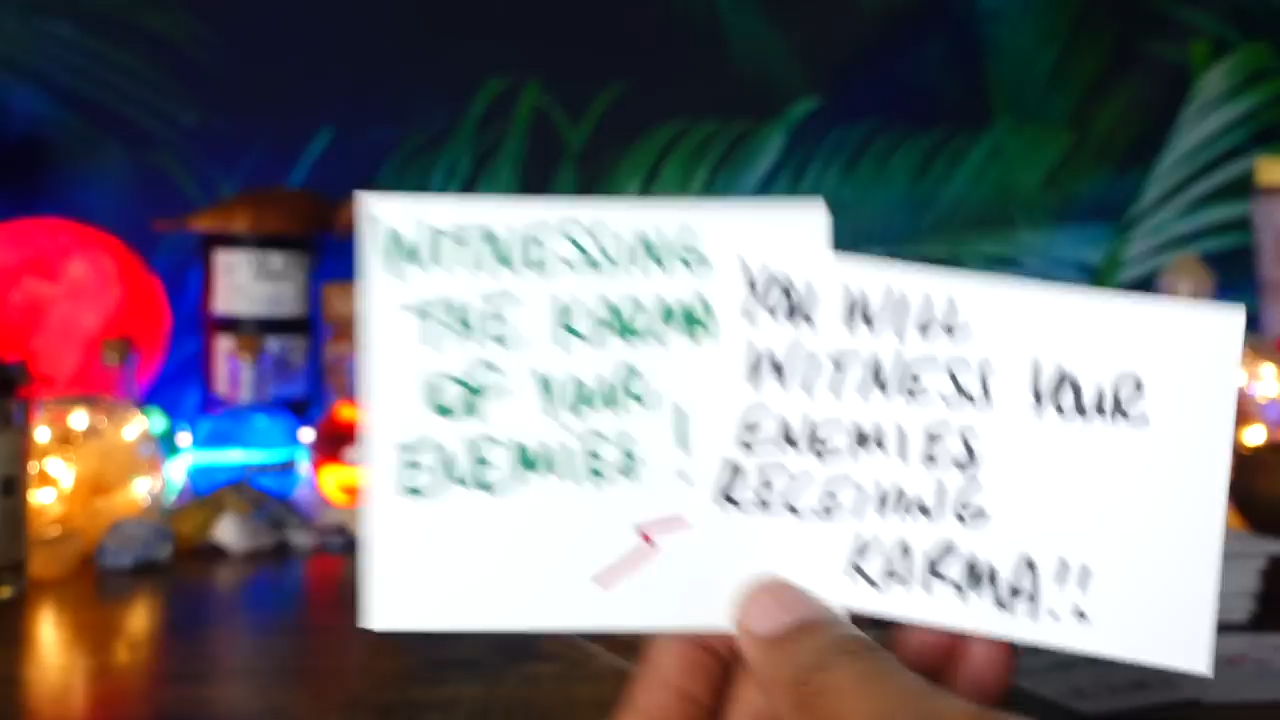 WITNESSING
THE KARMA
OF YOUR
ENEMIES !
YOU WILL
WITNESS YOUR
ENEMIES
RECEIVING
KARMA!!